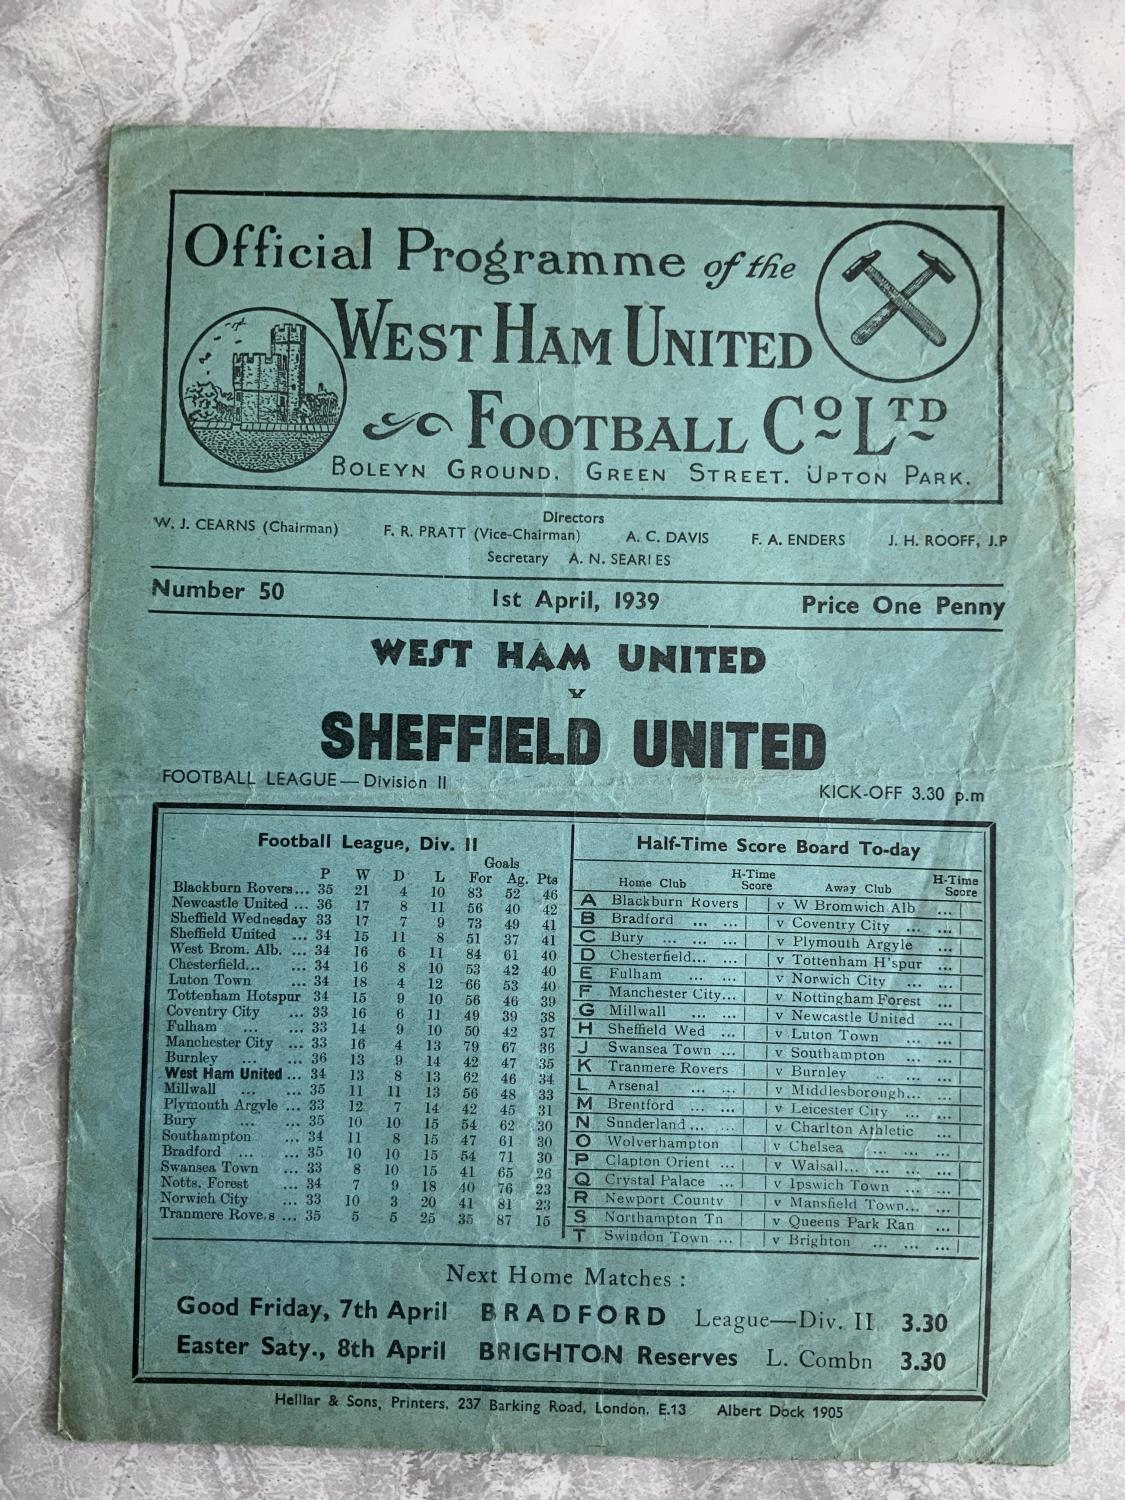 Official Programme of the
WEST HAM UNITED
FOOTBALL Cº LTD
BOLEYN GROUND. GREEN STREET. UPTON PARK.
Directors
W. J. CEARNS (Chairman) F. R. PRATT (Vice-Chairman) A. C. DAVIS F. A. ENDERS J. H. ROOFF, J.P
Secretary A. N. SEARLES
Number 50 1st April, 1939 Price One Penny
WEST HAM UNITED
v
SHEFFIELD UNITED
FOOTBALL LEAGUE—Division II KICK-OFF 3.30 p.m
Football League, Div. II
Goals
P W D L For Ag. Pts
Blackburn Rovers... 35 21 4 10 83 52 46
Newcastle United ... 36 17 8 11 56 40 42
Sheffield Wednesday 33 17 7 9 73 49 41
Sheffield United ... 34 15 11 8 51 37 41
West Brom. Alb. ... 34 16 6 11 84 61 40
Chesterfield... ... 34 16 8 10 53 42 40
Luton Town ... 34 18 4 12 66 53 40
Tottenham Hotspur 34 15 9 10 56 46 39
Coventry City ... 33 16 6 11 49 39 38
Fulham ... ... 33 14 9 10 50 42 37
Manchester City ... 33 16 4 13 79 67 36
Burnley ... ... 36 13 9 14 42 47 35
West Ham United ... 34 13 8 13 62 46 34
Millwall ... ... 35 11 11 13 56 48 33
Plymouth Argyle ... 33 12 7 14 42 45 31
Bury ... ... 35 10 10 15 54 62 30
Southampton ... 34 11 8 15 47 61 30
Bradford ... ... 35 10 10 15 54 71 30
Swansea Town ... 33 8 10 15 41 65 26
Notts. Forest ... 34 7 9 18 40 76 23
Norwich City ... 33 10 3 20 41 81 23
Tranmere Rove.s ... 35 5 5 25 35 87 15
Half-Time Score Board To-day
Home Club H-Time Score Away Club H-Time Score
A Blackburn Rovers v W Bromwich Alb ...
B Bradford ... ... v Coventry City ... ...
C Bury ... ... ... v Plymouth Argyle ...
D Chesterfield... ... v Tottenham H'spur ...
E Fulham ... ... v Norwich City ... ...
F Manchester City... v Nottingham Forest ...
G Millwall ... ... v Newcastle United ...
H Sheffield Wed ... v Luton Town ... ...
J Swansea Town ... v Southampton ... ...
K Tranmere Rovers v Burnley ... ... ...
L Arsenal ... ... v Middlesborough... ...
M Brentford ... ... v Leicester City ... ...
N Sunderland ... ... v Charlton Athletic ...
O Wolverhampton v Chelsea ... ... ...
P Clapton Orient ... v Walsall... ... ...
Q Crystal Palace ... v Ipswich Town ... ...
R Newport County v Mansfield Town... ...
S Northampton Tn v Queens Park Ran ...
T Swindon Town ... v Brighton ... ... ...
Next Home Matches :
Good Friday, 7th April BRADFORD League—Div. II 3.30
Easter Saty., 8th April BRIGHTON Reserves L. Combn 3.30
Helliar & Sons, Printers, 237 Barking Road, London, E.13 Albert Dock 1905